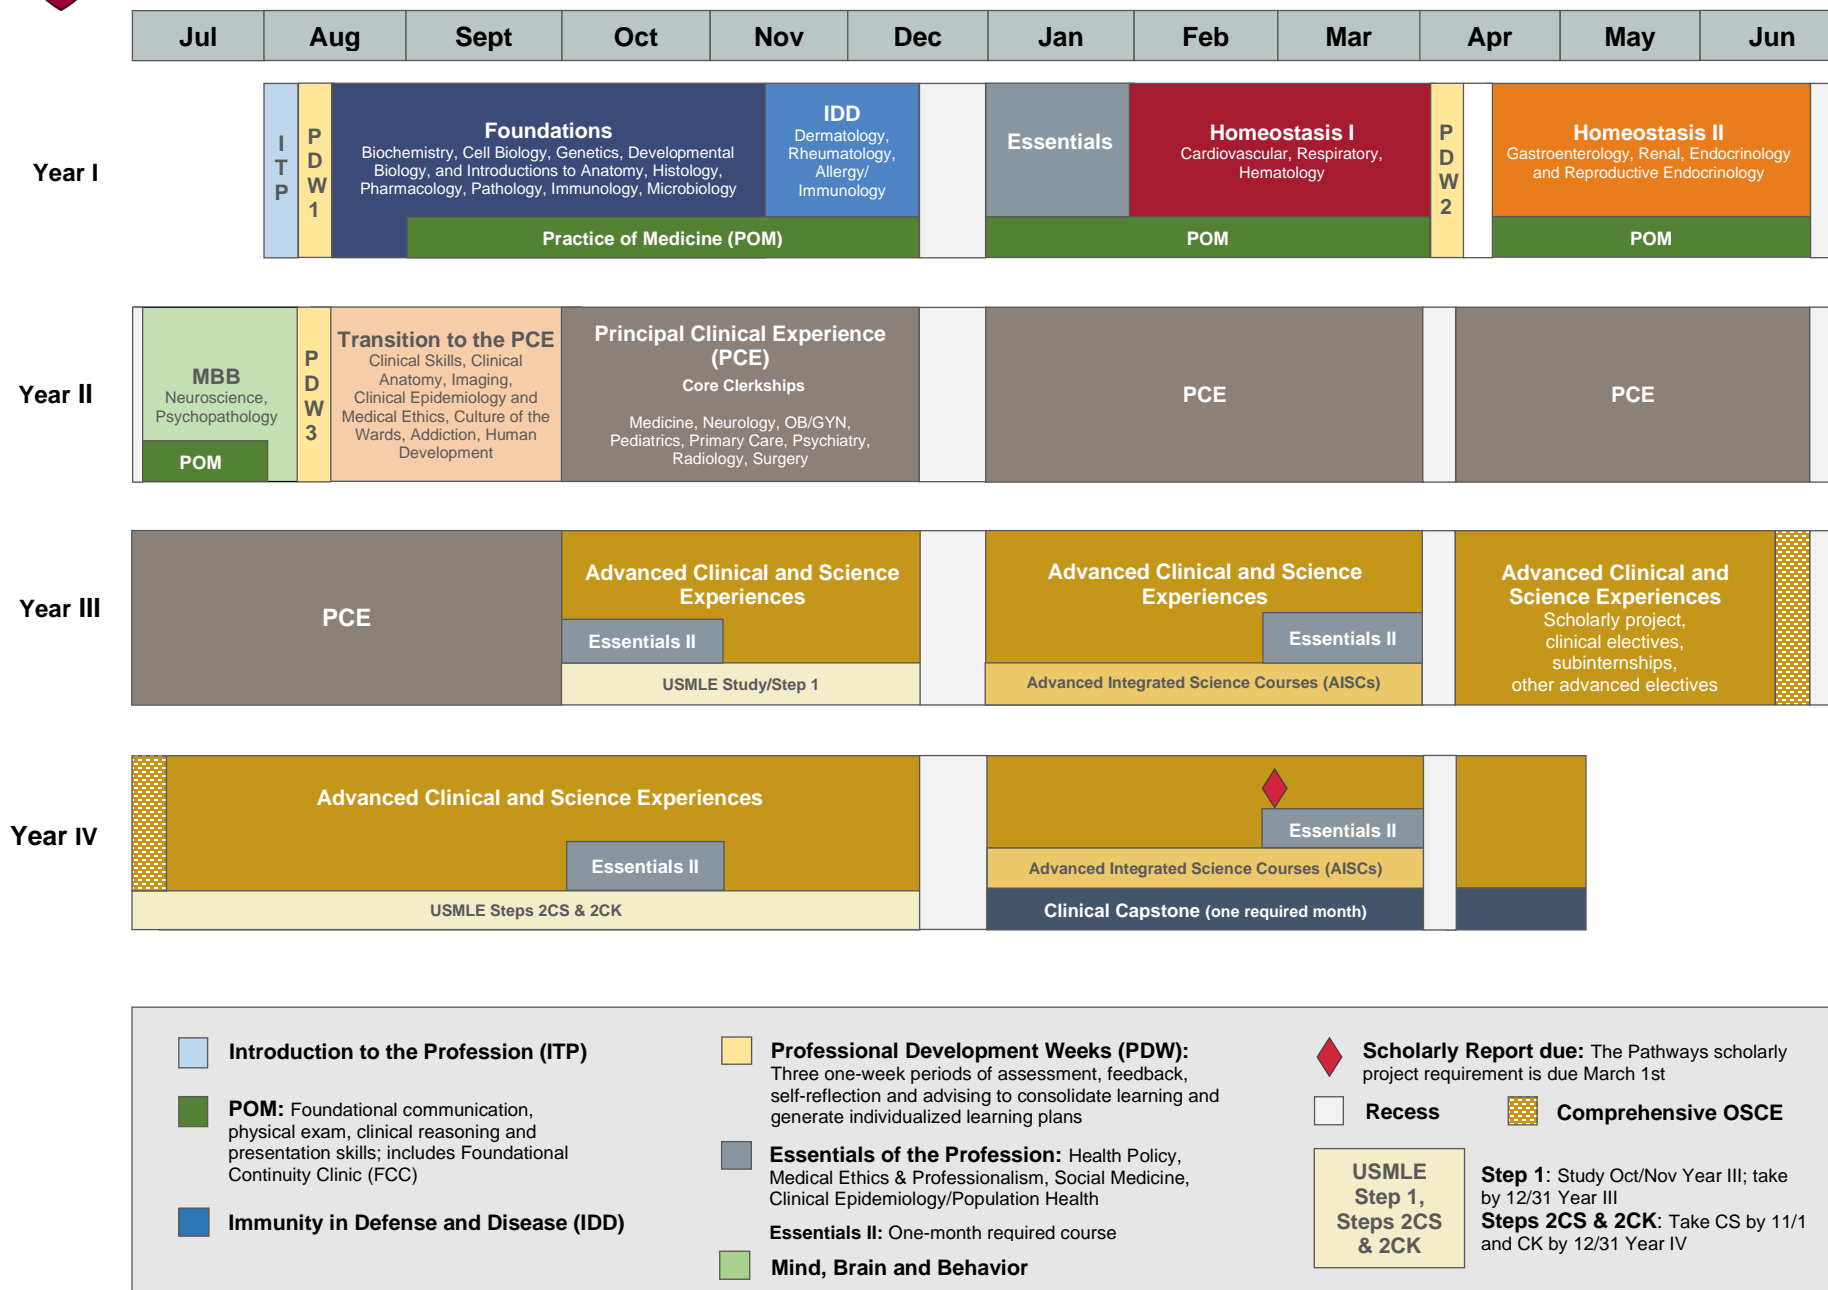 Jul Aug Sept Oct Nov Dec Jan Feb Mar Apr May Jun
Year I
I
T
P
P
D
W
1
Foundations
Biochemistry, Cell Biology, Genetics, Developmental
Biology, and Introductions to Anatomy, Histology,
Pharmacology, Pathology, Immunology, Microbiology
IDD
Dermatology,
Rheumatology,
Allergy/
Immunology
Practice of Medicine (POM)
Essentials
Homeostasis I
Cardiovascular, Respiratory,
Hematology
POM
P
D
W
2
Homeostasis II
Gastroenterology, Renal, Endocrinology
and Reproductive Endocrinology
POM
Year II
MBB
Neuroscience,
Psychopathology
POM
P
D
W
3
Transition to the PCE
Clinical Skills, Clinical
Anatomy, Imaging,
Clinical Epidemiology and
Medical Ethics, Culture of the
Wards, Addiction, Human
Development
Principal Clinical Experience
(PCE)
Core Clerkships
Medicine, Neurology, OB/GYN,
Pediatrics, Primary Care, Psychiatry,
Radiology, Surgery
PCE
PCE
Year III
PCE
Advanced Clinical and Science
Experiences
Essentials II
USMLE Study/Step 1
Advanced Clinical and Science
Experiences
Essentials II
Advanced Integrated Science Courses (AISCs)
Advanced Clinical and
Science Experiences
Scholarly project,
clinical electives,
subinternships,
other advanced electives
Year IV
Advanced Clinical and Science Experiences
Essentials II
USMLE Steps 2CS & 2CK
Essentials II
Advanced Integrated Science Courses (AISCs)
Clinical Capstone (one required month)
Introduction to the Profession (ITP)
POM: Foundational communication,
physical exam, clinical reasoning and
presentation skills; includes Foundational
Continuity Clinic (FCC)
Immunity in Defense and Disease (IDD)
Professional Development Weeks (PDW):
Three one-week periods of assessment, feedback,
self-reflection and advising to consolidate learning and
generate individualized learning plans
Essentials of the Profession: Health Policy,
Medical Ethics & Professionalism, Social Medicine,
Clinical Epidemiology/Population Health
Essentials II: One-month required course
Mind, Brain and Behavior
Scholarly Report due: The Pathways scholarly
project requirement is due March 1st
Recess
Comprehensive OSCE
USMLE
Step 1,
Steps 2CS
& 2CK
Step 1: Study Oct/Nov Year III; take
by 12/31 Year III
Steps 2CS & 2CK: Take CS by 11/1
and CK by 12/31 Year IV